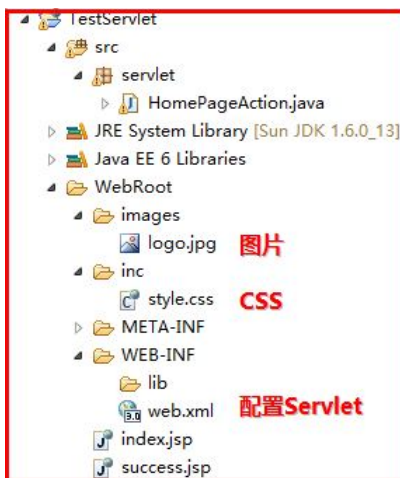 TestServlet
src
servlet
HomePageAction.java
JRE System Library [Sun JDK 1.6.0_13]
Java EE 6 Libraries
WebRoot
images
logo.jpg 图片
inc
style.css CSS
META-INF
WEB-INF
lib
web.xml 配置Servlet
index.jsp
success.jsp